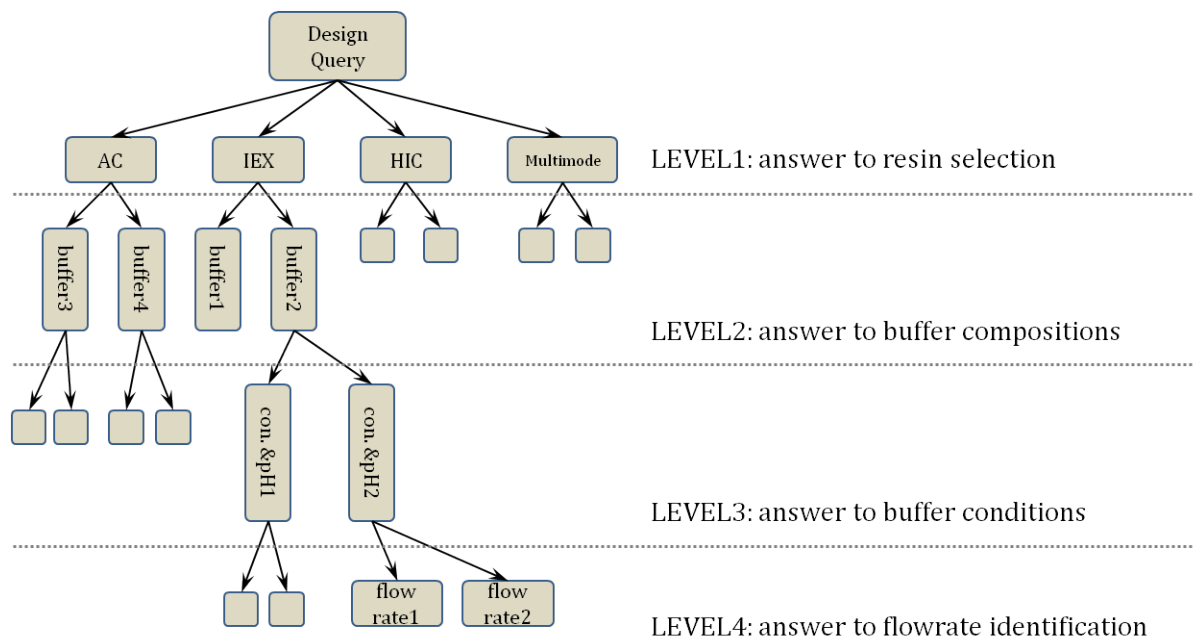 Design
Query
AC
IEX
HIC
Multimode
LEVEL1: answer to resin selection
buffer3
buffer4
buffer1
buffer2
LEVEL2: answer to buffer compositions
con.&pH1
con.&pH2
LEVEL3: answer to buffer conditions
flow
rate1
flow
rate2
LEVEL4: answer to flowrate identification